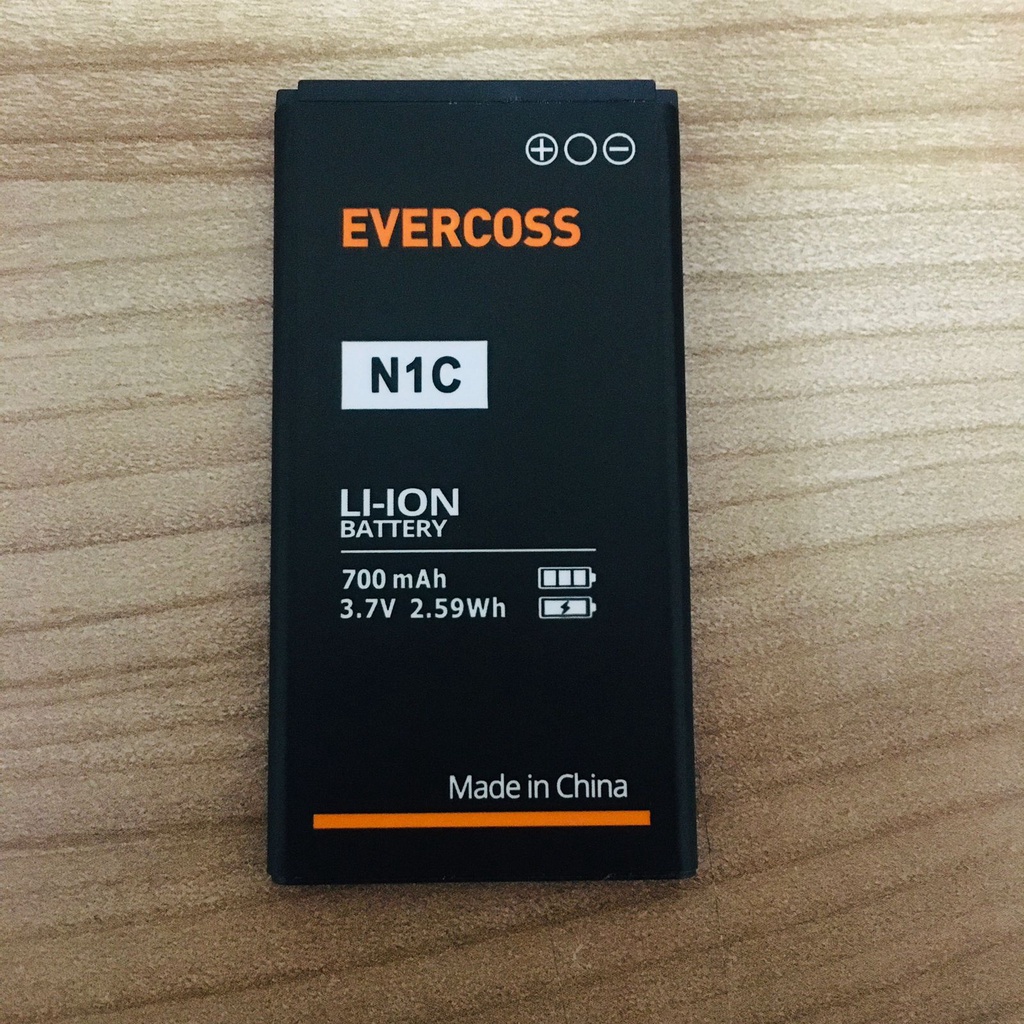 EVERCOSS
N1C
LI-ION
BATTERY
700 mAh
3.7V 2.59Wh
Made in China